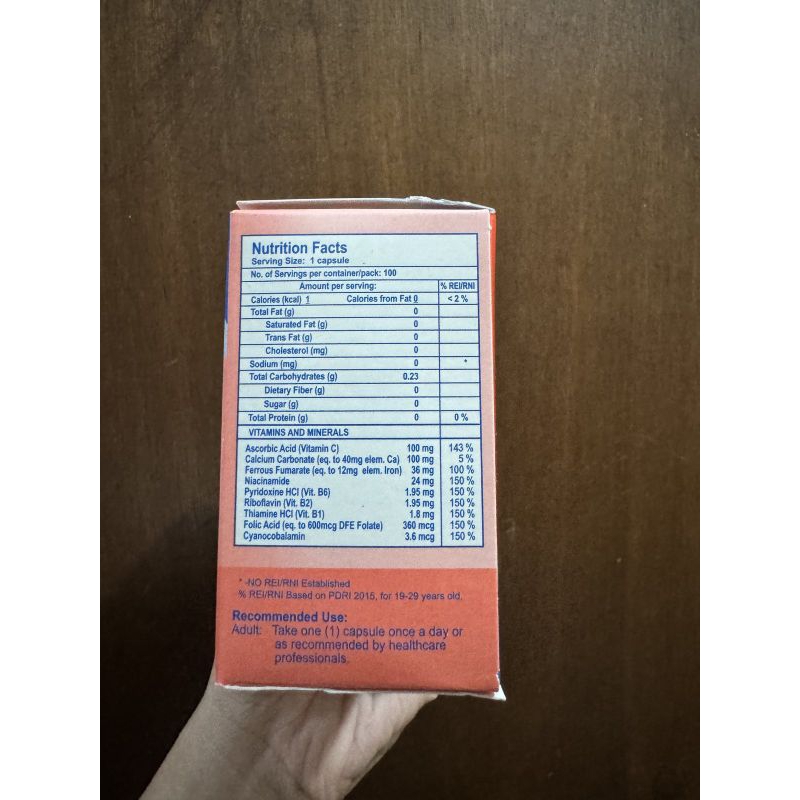 Nutrition Facts
Serving Size: 1 capsule
No. of Servings per container/pack: 100
Amount per serving: % REI/RNI
Calories (kcal) 1 Calories from Fat 0 < 2 %
Total Fat (g) 0
Saturated Fat (g) 0
Trans Fat (g) 0
Cholesterol (mg) 0
Sodium (mg) 0 *
Total Carbohydrates (g) 0.23
Dietary Fiber (g) 0
Sugar (g) 0
Total Protein (g) 0 0 %
VITAMINS AND MINERALS
Ascorbic Acid (Vitamin C) 100 mg 143 %
Calcium Carbonate (eq. to 40mg elem. Ca) 100 mg 5 %
Ferrous Fumarate (eq. to 12mg elem. Iron) 36 mg 100 %
Niacinamide 24 mg 150 %
Pyridoxine HCl (Vit. B6) 1.95 mg 150 %
Riboflavin (Vit. B2) 1.95 mg 150 %
Thiamine HCl (Vit. B1) 1.8 mg 150 %
Folic Acid (eq. to 600mcg DFE Folate) 360 mcg 150 %
Cyanocobalamin 3.6 mcg 150 %
* -NO REI/RNI Established
% REI/RNI Based on PDRI 2015, for 19-29 years old.
Recommended Use:
Adult: Take one (1) capsule once a day or
as recommended by healthcare
professionals.